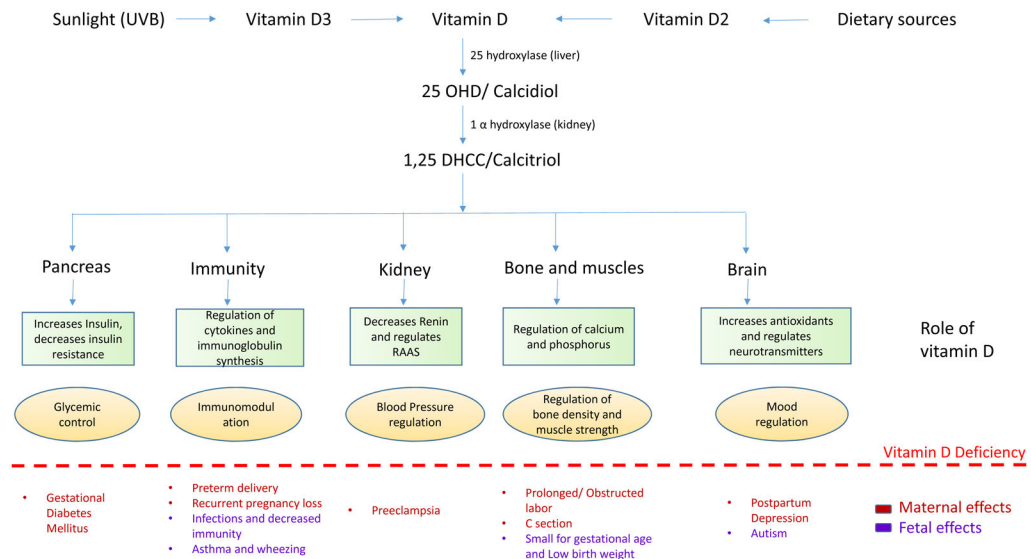 Sunlight (UVB)
Vitamin D3
Vitamin D
Vitamin D2
Dietary sources
25 hydroxylase (liver)
25 OHD/ Calcidiol
1 α hydroxylase (kidney)
1,25 DHCC/Calcitriol
Pancreas
Immunity
Kidney
Bone and muscles
Brain
Increases Insulin,
decreases insulin
resistance
Regulation of
cytokines and
immunoglobulin
synthesis
Decreases Renin
and regulates
RAAS
Regulation of calcium
and phosphorus
Increases antioxidants
and regulates
neurotransmitters
Role of
vitamin D
Glycemic
control
Immunomodul
ation
Blood Pressure
regulation
Regulation of
bone density and
muscle strength
Mood
regulation
Vitamin D Deficiency
• Gestational
Diabetes
Mellitus
• Preterm delivery
• Recurrent pregnancy loss
• Infections and decreased
immunity
• Asthma and wheezing
• Preeclampsia
• Prolonged/ Obstructed
labor
• C section
• Small for gestational age
and Low birth weight
• Postpartum
Depression
• Autism
Maternal effects
Fetal effects